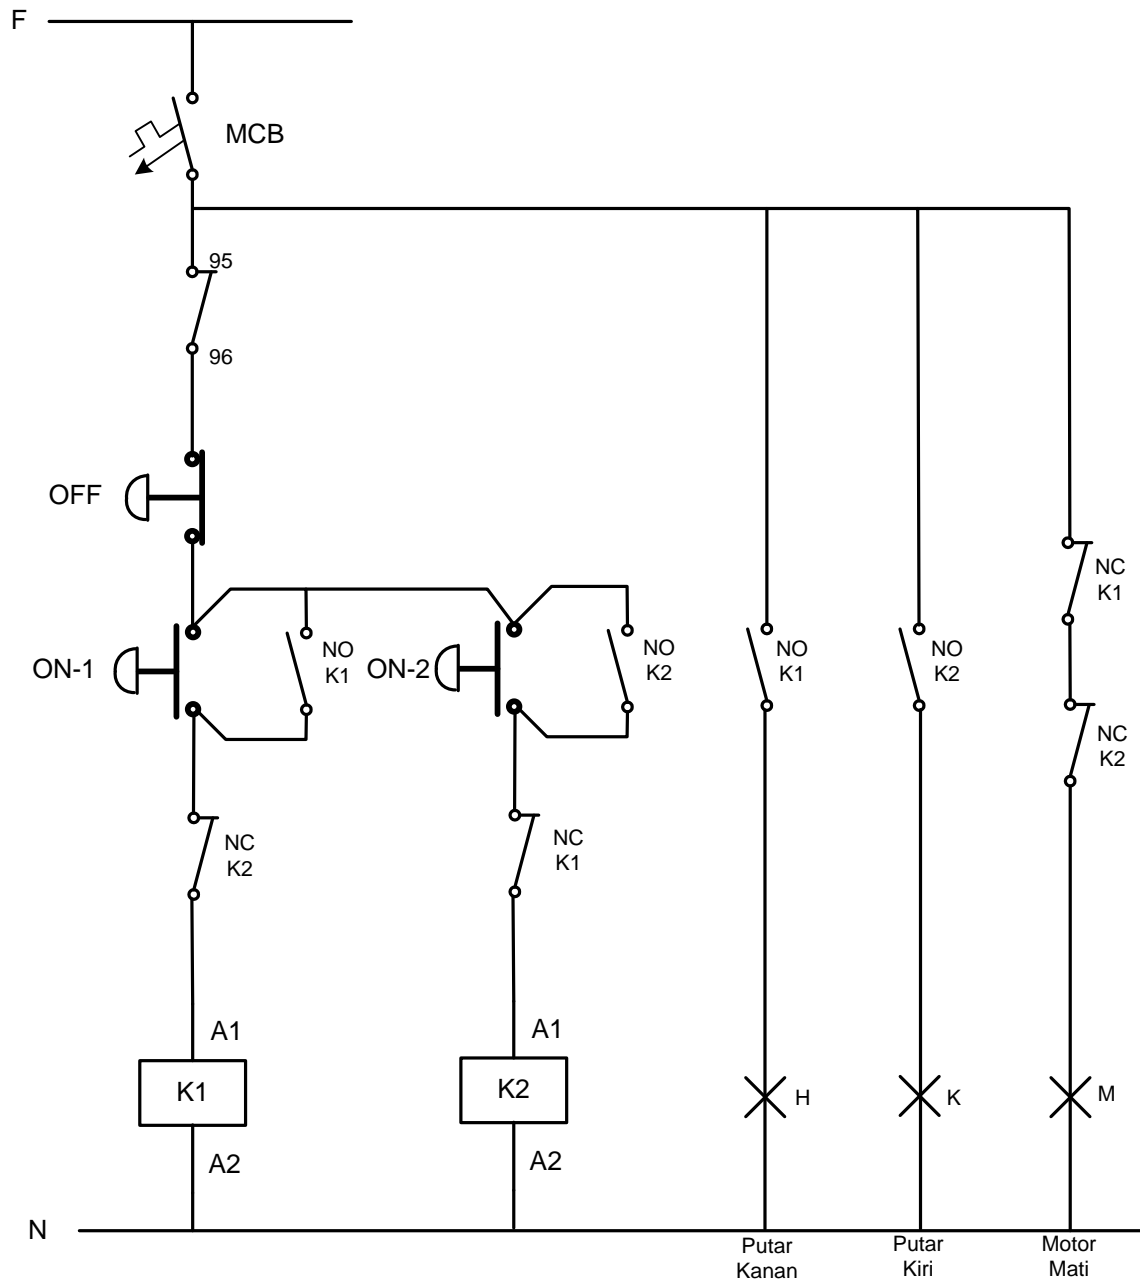 F
MCB
95
96
OFF
ON-1
NO
K1
ON-2
NO
K2
NO
K1
NO
K2
NC
K1
NC
K2
NC
K2
NC
K1
A1
K1
A2
A1
K2
A2
H
K
M
N
Putar
Kanan
Putar
Kiri
Motor
Mati